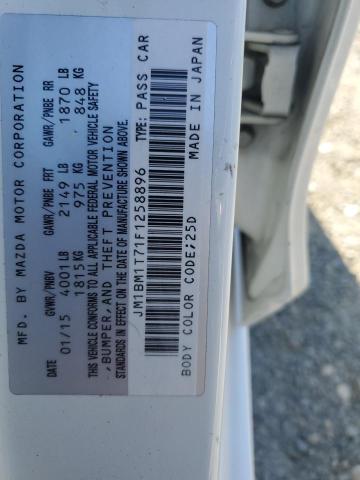 MFD. BY MAZDA MOTOR CORPORATION
DATE GVWR/PNBV GAWR/PNBE FRT GAWR/PNBE RR
01/15 4001LB 2149 LB 1870 LB
1815KG 975 KG 848 KG
THIS VEHICLE CONFORMS TO ALL APPLICABLE FEDERAL MOTOR VEHICLE SAFETY
,BUMPER,AND THEFT PREVENTION
STANDARDS IN EFFECT ON THE DATE OF MANUFACTURE SHOWN ABOVE.
JM1BM1T71F1258896 TYPE: PASS CAR
BODY COLOR CODE;25D MADE IN JAPAN